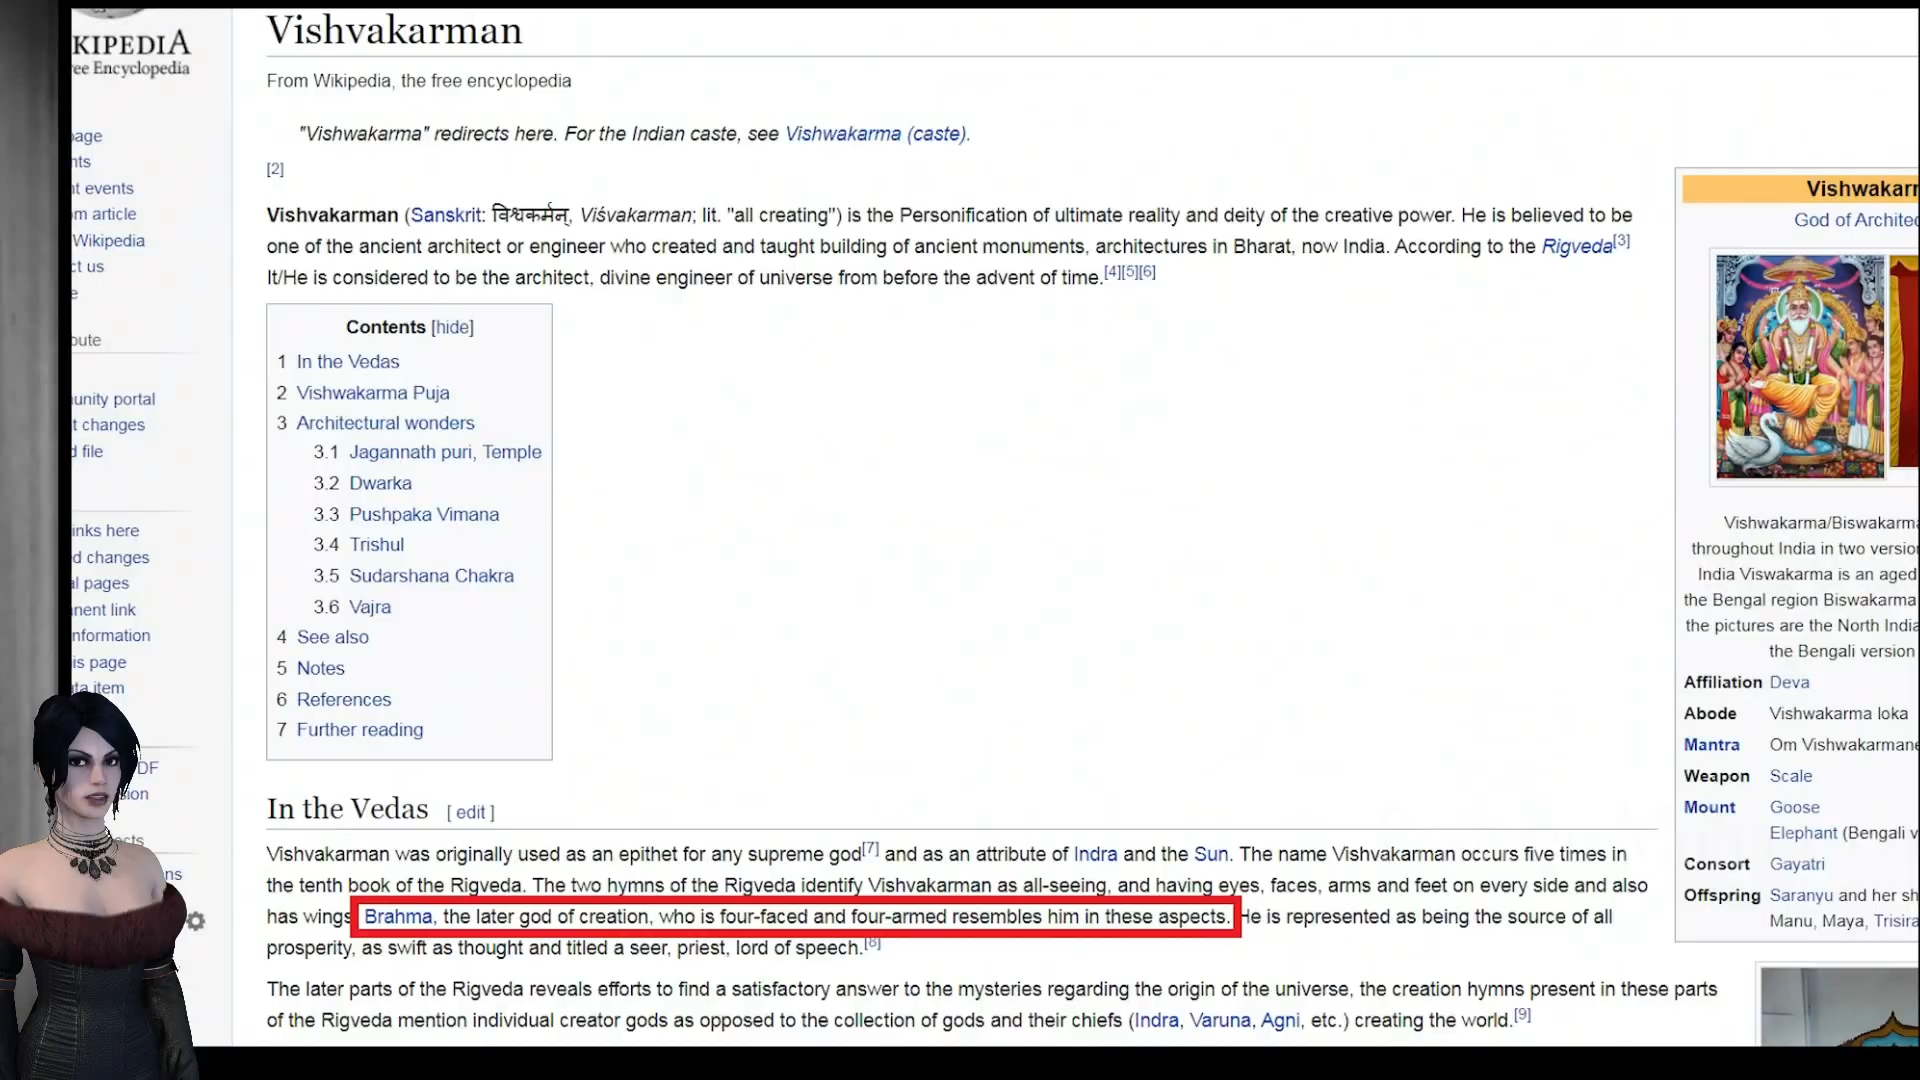 Vishvakarman
KIPEDIA
ee Encyclopedia
From Wikipedia, the free encyclopedia
"Vishwakarma" redirects here. For the Indian caste, see Vishwakarma (caste).
[2]
Vishvakarman (Sanskrit: विश्वकर्मन्, Viśvakarman; lit. "all creating") is the Personification of ultimate reality and deity of the creative power. He is believed to be
one of the ancient architect or engineer who created and taught building of ancient monuments, architectures in Bharat, now India. According to the Rigveda[3]
It/He is considered to be the architect, divine engineer of universe from before the advent of time.[4][5][6]
Contents [hide]
1 In the Vedas
2 Vishwakarma Puja
3 Architectural wonders
3.1 Jagannath puri, Temple
3.2 Dwarka
3.3 Pushpaka Vimana
3.4 Trishul
3.5 Sudarshana Chakra
3.6 Vajra
4 See also
5 Notes
6 References
7 Further reading
In the Vedas [ edit ]
Vishvakarman was originally used as an epithet for any supreme god[7] and as an attribute of Indra and the Sun. The name Vishvakarman occurs five times in
the tenth book of the Rigveda. The two hymns of the Rigveda identify Vishvakarman as all-seeing, and having eyes, faces, arms and feet on every side and also
has wings Brahma, the later god of creation, who is four-faced and four-armed resembles him in these aspects. He is represented as being the source of all
prosperity, as swift as thought and titled a seer, priest, lord of speech.[8]
The later parts of the Rigveda reveals efforts to find a satisfactory answer to the mysteries regarding the origin of the universe, the creation hymns present in these parts
of the Rigveda mention individual creator gods as opposed to the collection of gods and their chiefs (Indra, Varuna, Agni, etc.) creating the world.[9]
page
nts
nt events
om article
Wikipedia
ct us
e
bute
unity portal
t changes
d file
inks here
d changes
al pages
nent link
nformation
is page
ta item
DF
sion
ects
ns
Vishwakarm
God of Architec
Vishwakarma/Biswakarma
throughout India in two version
India Viswakarma is an aged
the Bengal region Biswakarma
the pictures are the North India
the Bengali version
Affiliation Deva
Abode Vishwakarma loka
Mantra Om Vishwakarmane
Weapon Scale
Mount Goose
Elephant (Bengali v
Consort Gayatri
Offspring Saranyu and her sh
Manu, Maya, Trisira